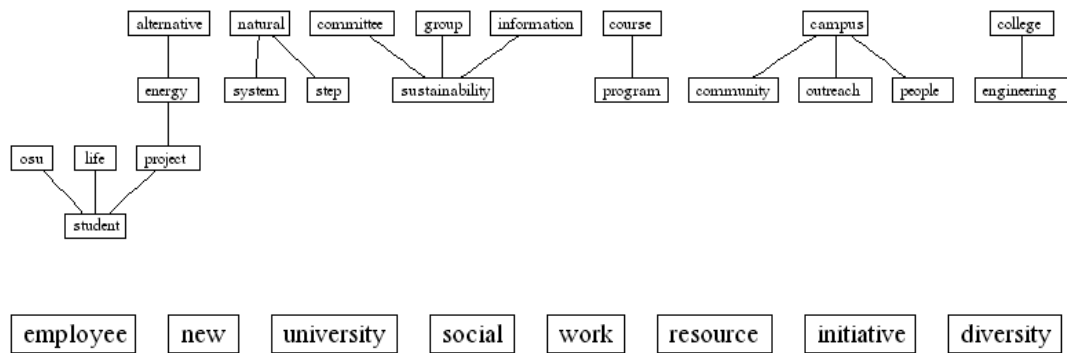 alternative natural committee group information course campus college
energy system step sustainability program community outreach people engineering
osu life project
student
employee new university social work resource initiative diversity